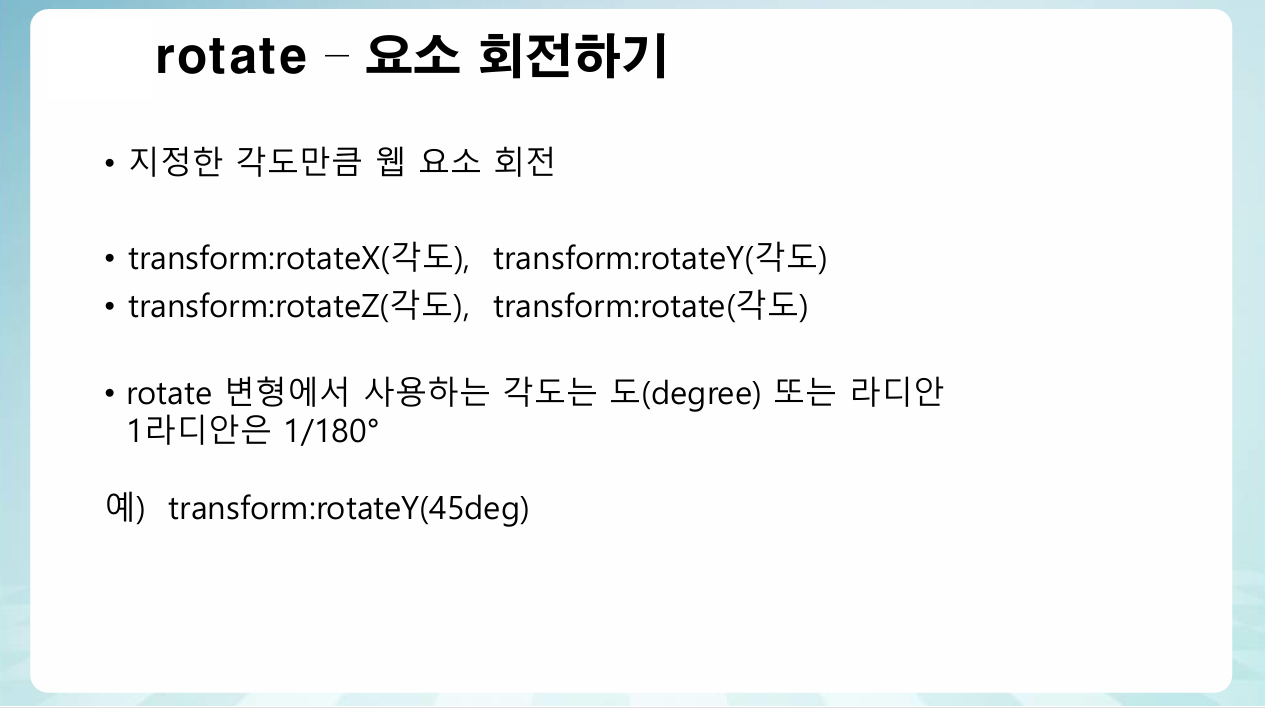 rotate – 요소 회전하기
• 지정한 각도만큼 웹 요소 회전
• transform:rotateX(각도), transform:rotateY(각도)
• transform:rotateZ(각도), transform:rotate(각도)
• rotate 변형에서 사용하는 각도는 도(degree) 또는 라디안
1라디안은 1/180°
예) transform:rotateY(45deg)